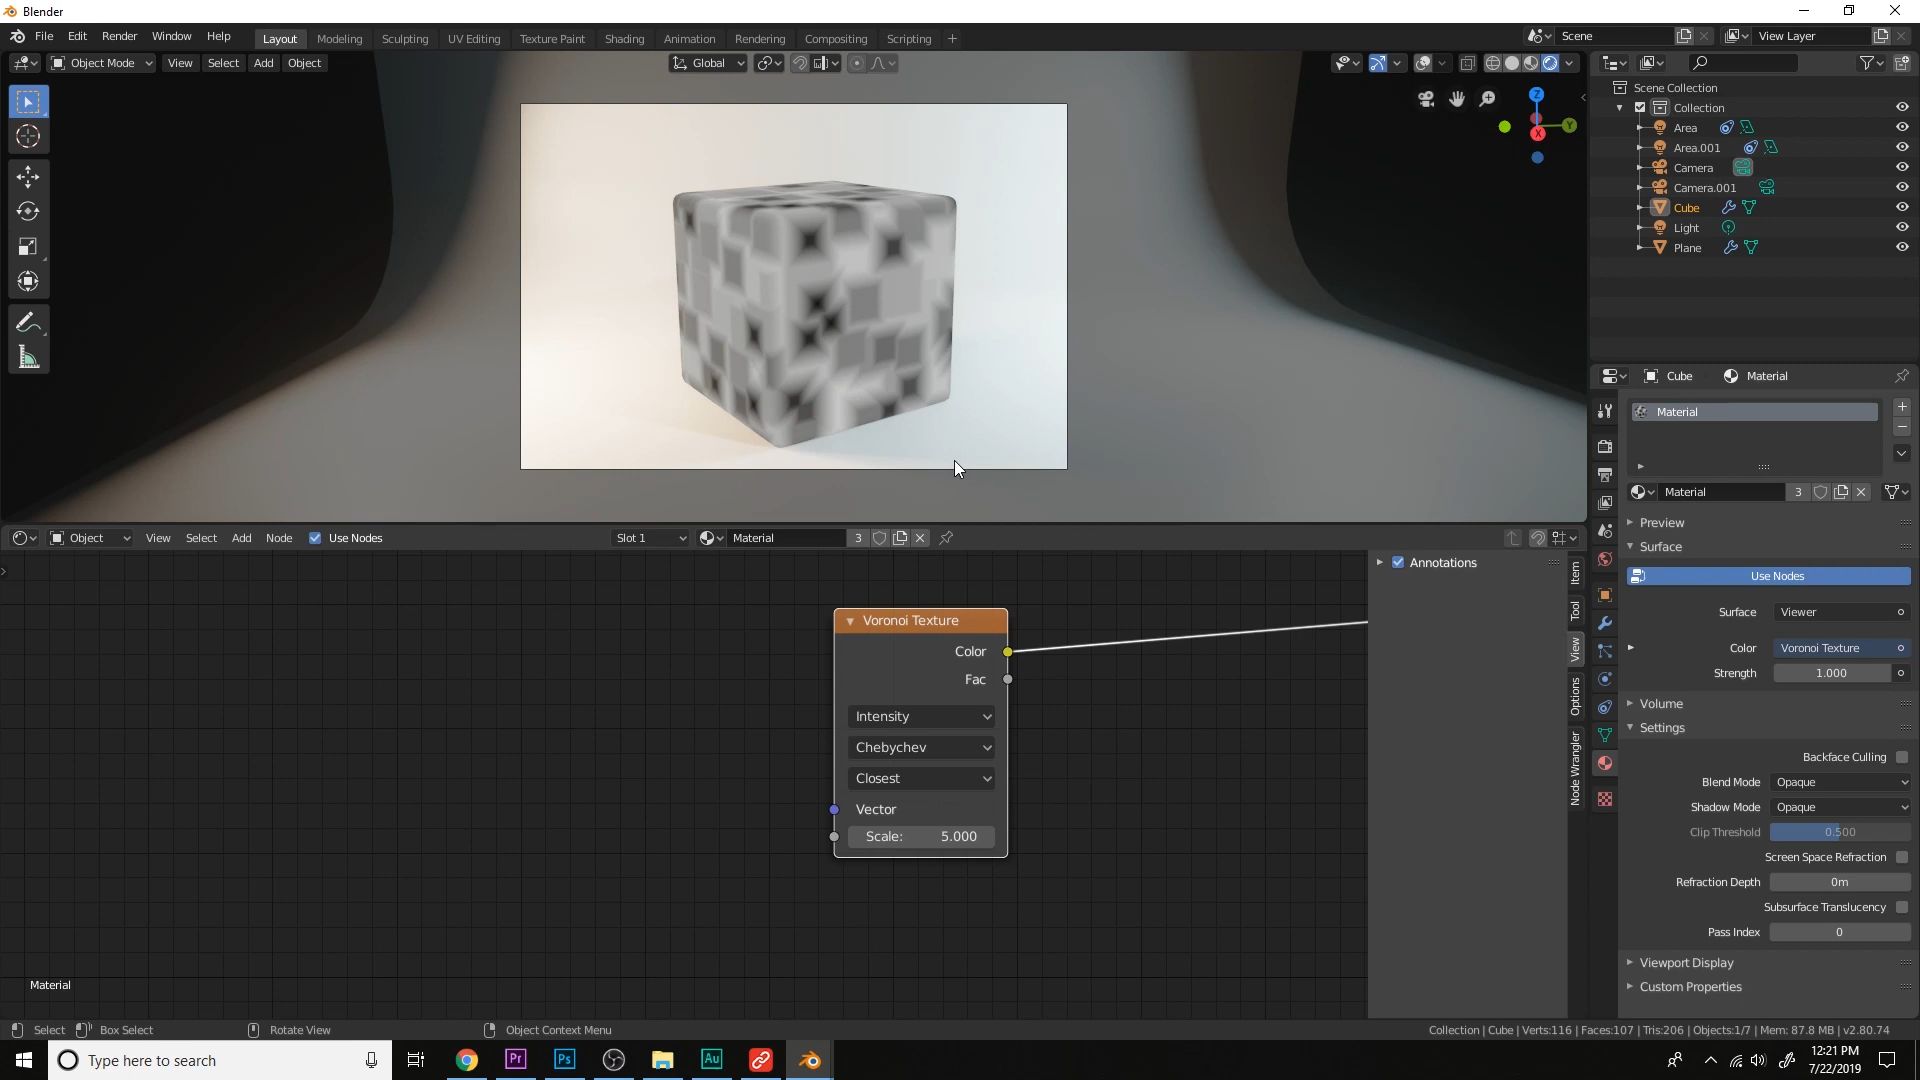 Blender
File Edit Render Window Help
Layout Modeling Sculpting UV Editing Texture Paint Shading Animation Rendering Compositing Scripting +
Scene
View Layer
Object Mode View Select Add Object
Global
Z
Y
X
Scene Collection
Collection
Area
Area.001
Camera
Camera.001
Cube
Light
Plane
Cube Material
Material
Material 3
Preview
Surface
Use Nodes
Surface Viewer
Color Voronoi Texture
Strength 1.000
Volume
Settings
Backface Culling
Blend Mode Opaque
Shadow Mode Opaque
Clip Threshold 0.500
Screen Space Refraction
Refraction Depth 0m
Subsurface Translucency
Pass Index 0
Viewport Display
Custom Properties
Object View Select Add Node Use Nodes
Slot 1 Material 3
Annotations
Item
Tool
View
Options
Node Wrangler
Voronoi Texture
Color
Fac
Intensity
Chebychev
Closest
Vector
Scale: 5.000
Material
Select Box Select Rotate View Object Context Menu
Collection | Cube | Verts:116 | Faces:107 | Tris:206 | Objects:1/7 | Mem: 87.8 MB | v2.80.74
Type here to search
Pr
Ps
Au
12:21 PM
7/22/2019